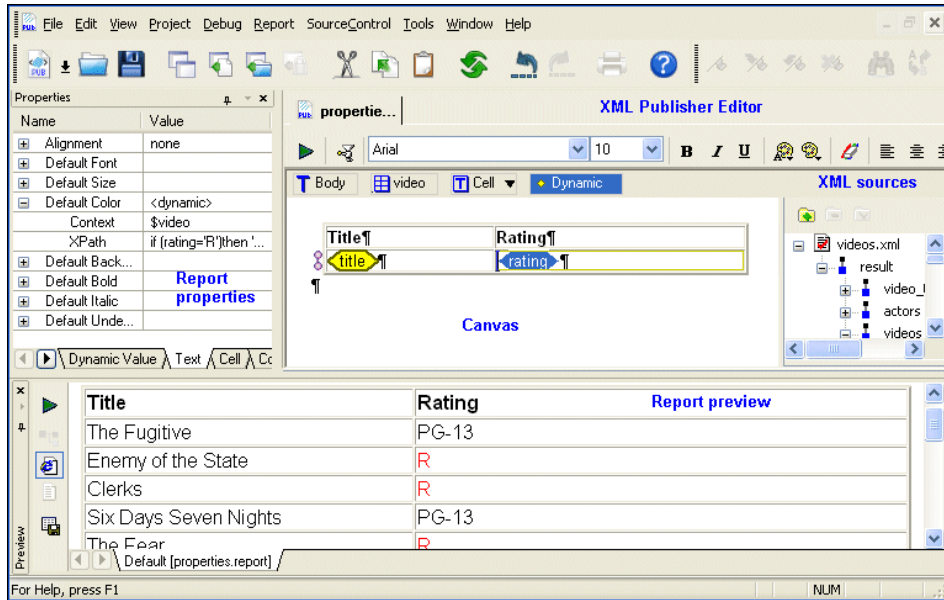 File Edit View Project Debug Report SourceControl Tools Window Help
PUB
Properties
Name Value
Alignment none
Default Font
Default Size
Default Color <dynamic>
Context $video
XPath if (rating='R')then '...
Default Back...
Default Bold
Default Italic
Default Unde...
Report
properties
Dynamic Value Text Cell
propertie...
XML Publisher Editor
Arial 10 B I U
Body video Cell Dynamic
XML sources
Title¶ Rating¶
title ¶ rating ¶
¶
Canvas
videos.xml
result
video_
actors
videos
Preview
Title Rating
Report preview
The Fugitive PG-13
Enemy of the State R
Clerks R
Six Days Seven Nights PG-13
The Fear R
Default [properties.report]
For Help, press F1 NUM